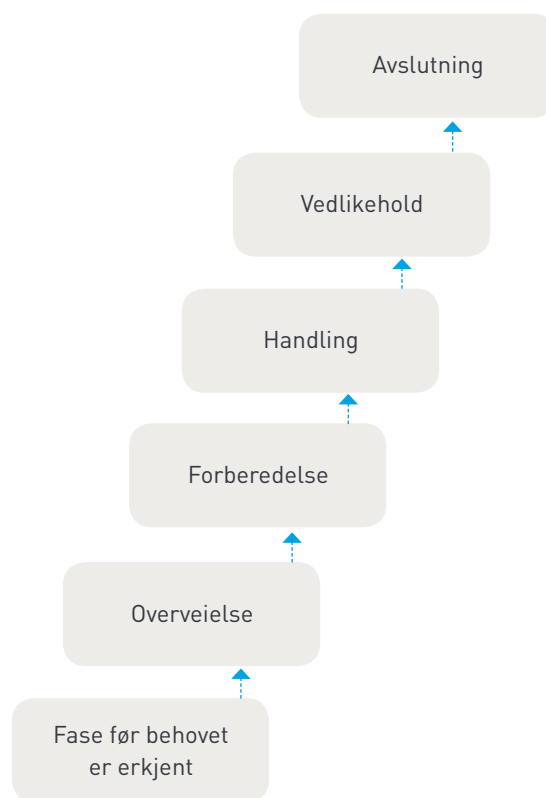 Avslutning
Vedlikehold
Handling
Forberedelse
Overveielse
Fase før behovet
er erkjent